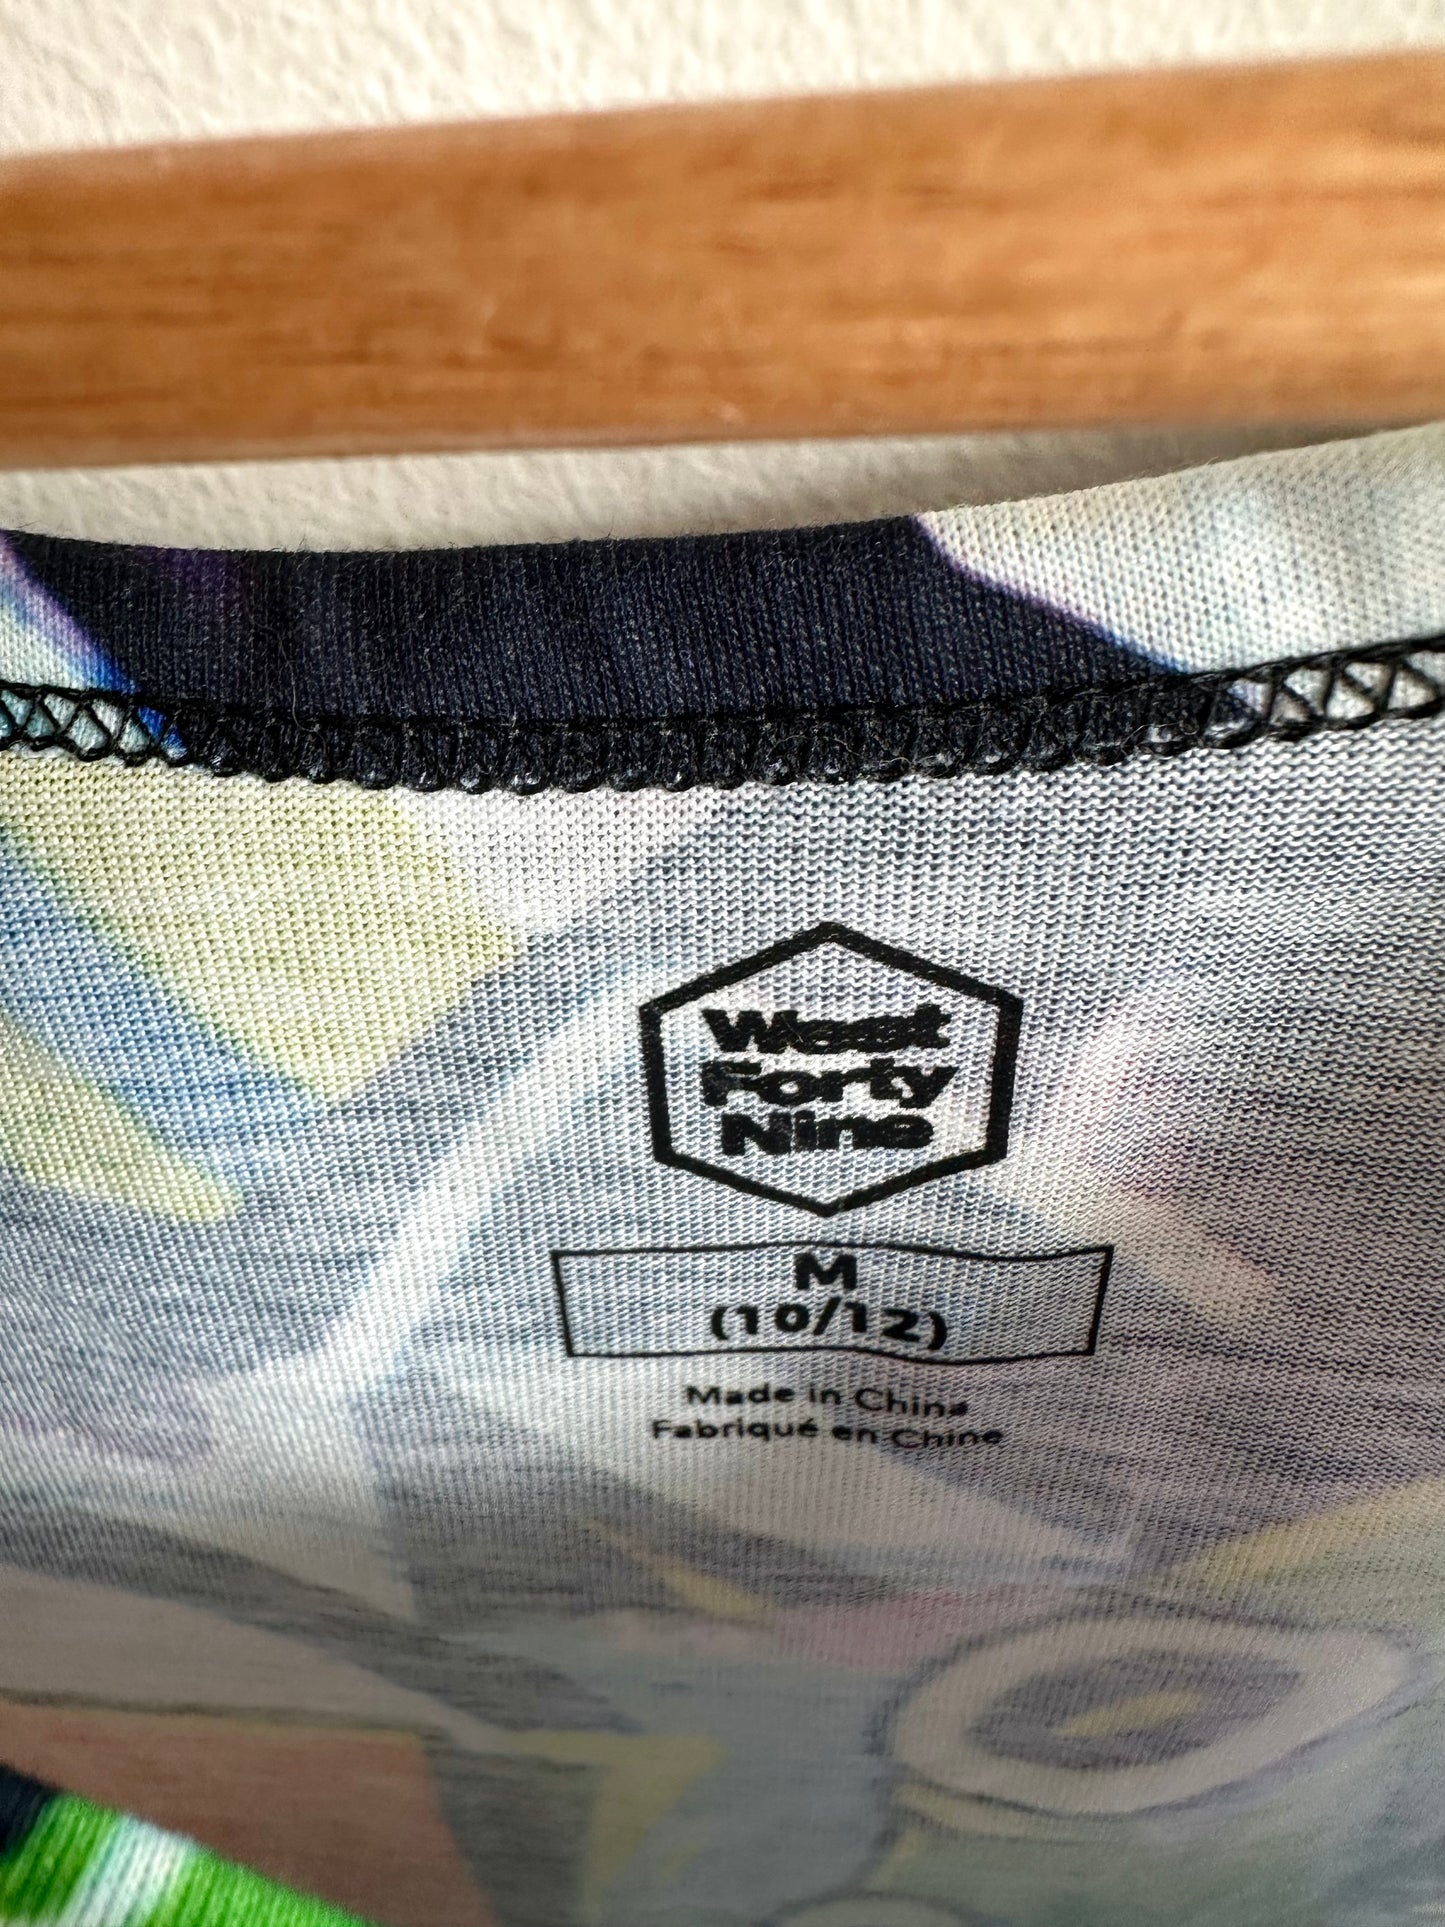 West
Forty
Nine
M
(10/12)
Made in China
Fabriqué en Chine